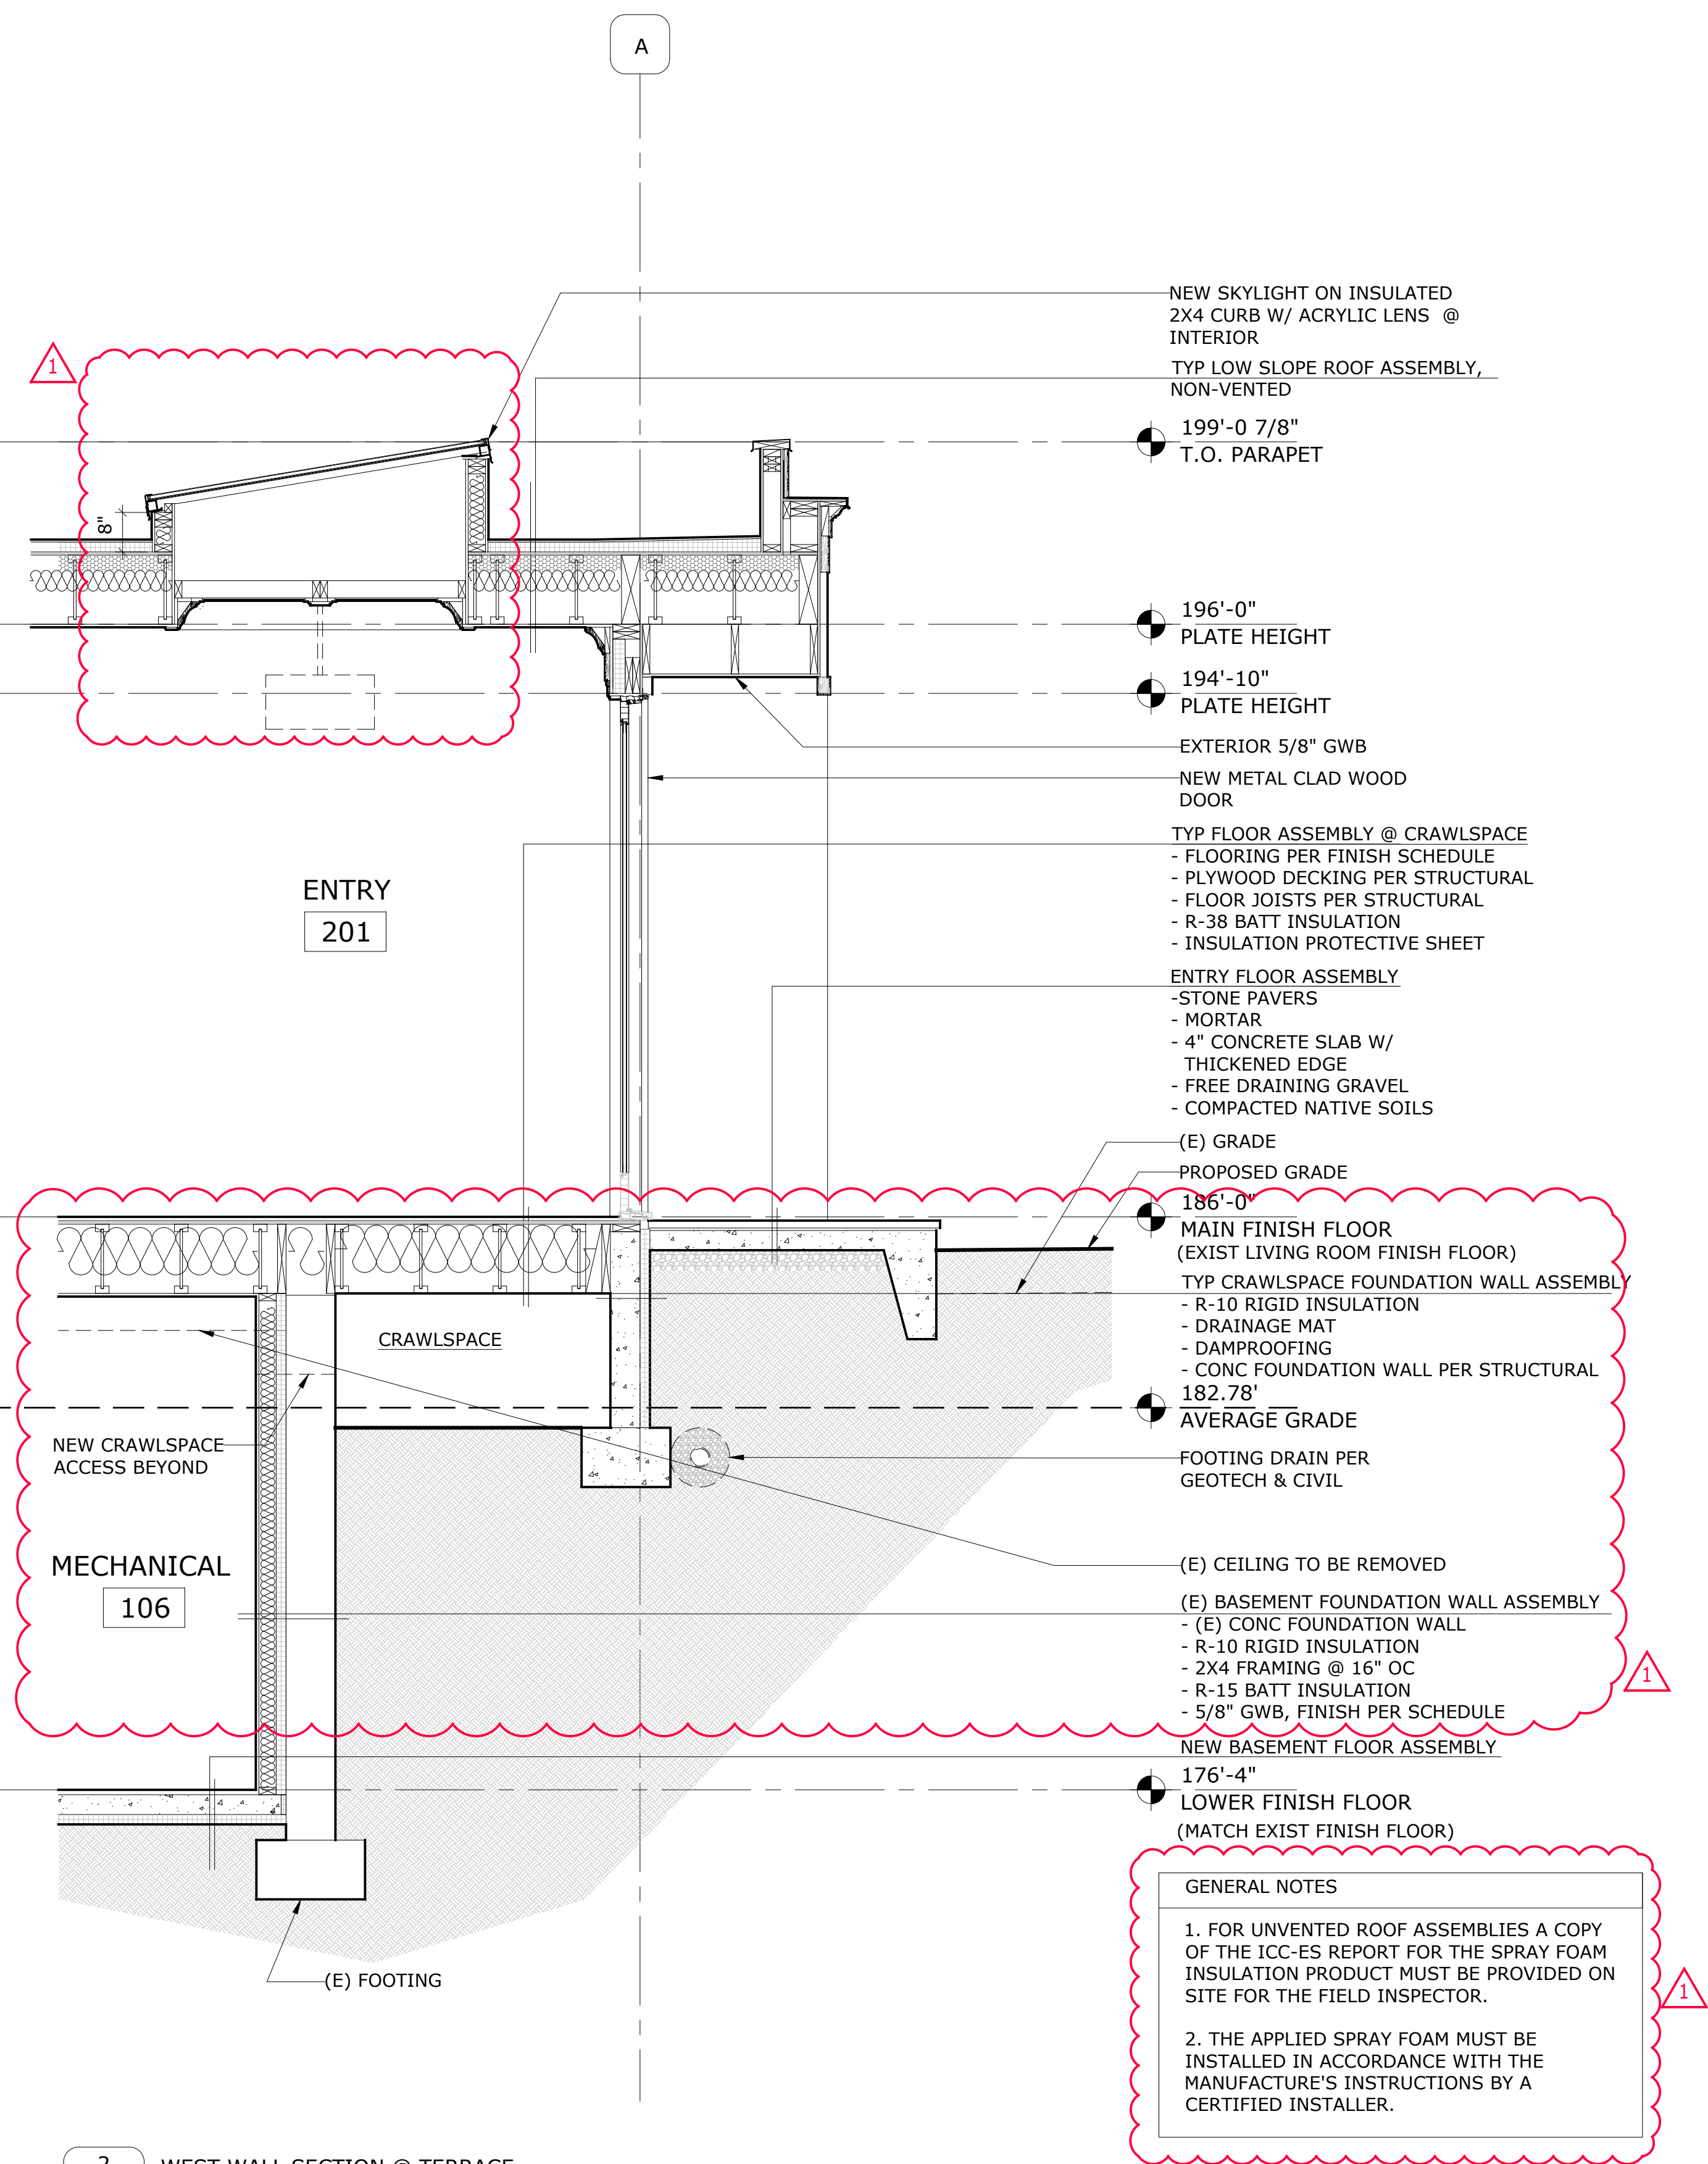 A
NEW SKYLIGHT ON INSULATED
2X4 CURB W/ ACRYLIC LENS @
INTERIOR
TYP LOW SLOPE ROOF ASSEMBLY,
NON-VENTED
1
199'-0 7/8"
T.O. PARAPET
8"
196'-0"
PLATE HEIGHT
194'-10"
PLATE HEIGHT
EXTERIOR 5/8" GWB
NEW METAL CLAD WOOD
DOOR
TYP FLOOR ASSEMBLY @ CRAWLSPACE
- FLOORING PER FINISH SCHEDULE
- PLYWOOD DECKING PER STRUCTURAL
- FLOOR JOISTS PER STRUCTURAL
- R-38 BATT INSULATION
- INSULATION PROTECTIVE SHEET
ENTRY
201
ENTRY FLOOR ASSEMBLY
-STONE PAVERS
- MORTAR
- 4" CONCRETE SLAB W/
THICKENED EDGE
- FREE DRAINING GRAVEL
- COMPACTED NATIVE SOILS
(E) GRADE
PROPOSED GRADE
186'-0"
MAIN FINISH FLOOR
(EXIST LIVING ROOM FINISH FLOOR)
TYP CRAWLSPACE FOUNDATION WALL ASSEMBLY
- R-10 RIGID INSULATION
- DRAINAGE MAT
- DAMPROOFING
- CONC FOUNDATION WALL PER STRUCTURAL
CRAWLSPACE
182.78'
AVERAGE GRADE
NEW CRAWLSPACE
ACCESS BEYOND
FOOTING DRAIN PER
GEOTECH & CIVIL
MECHANICAL
106
(E) CEILING TO BE REMOVED
(E) BASEMENT FOUNDATION WALL ASSEMBLY
- (E) CONC FOUNDATION WALL
- R-10 RIGID INSULATION
- 2X4 FRAMING @ 16" OC
- R-15 BATT INSULATION
- 5/8" GWB, FINISH PER SCHEDULE
1
NEW BASEMENT FLOOR ASSEMBLY
176'-4"
LOWER FINISH FLOOR
(MATCH EXIST FINISH FLOOR)
(E) FOOTING
GENERAL NOTES
1. FOR UNVENTED ROOF ASSEMBLIES A COPY
OF THE ICC-ES REPORT FOR THE SPRAY FOAM
INSULATION PRODUCT MUST BE PROVIDED ON
SITE FOR THE FIELD INSPECTOR.
2. THE APPLIED SPRAY FOAM MUST BE
INSTALLED IN ACCORDANCE WITH THE
MANUFACTURE'S INSTRUCTIONS BY A
CERTIFIED INSTALLER.
1
2
WEST WALL SECTION @ TERRACE